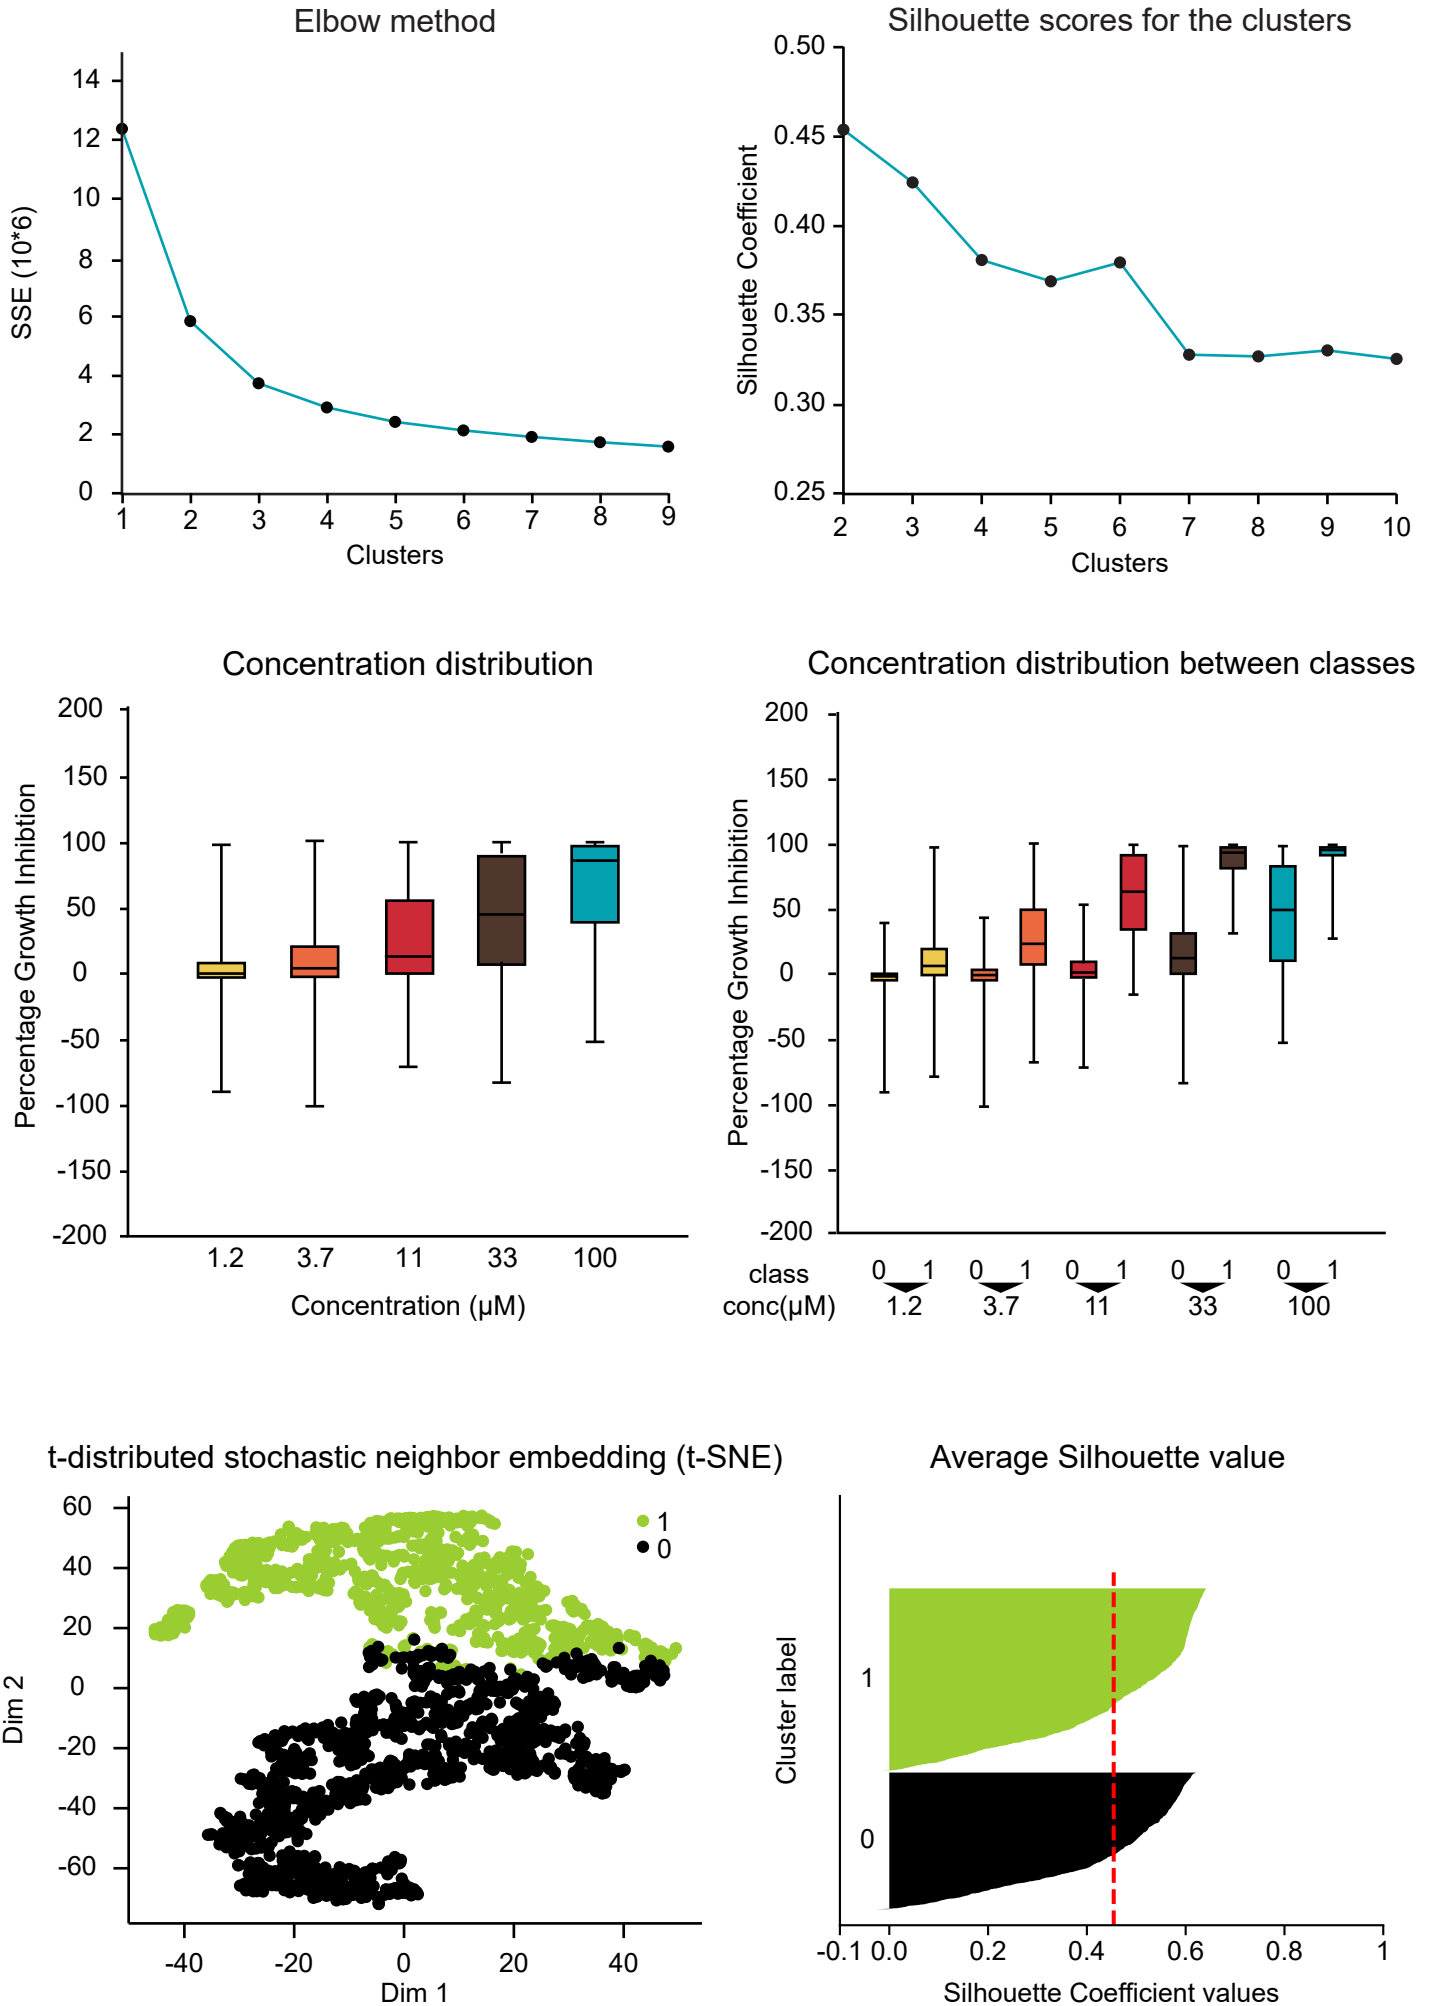 Elbow method
14
12
10
8
6
4
2
0
SSE (10*6)
1 2 3 4 5 6 7 8 9
Clusters
Silhouette scores for the clusters
0.50
0.45
0.40
0.35
0.30
0.25
Silhouette Coefficient
2 3 4 5 6 7 8 9 10
Clusters
Concentration distribution
200
150
100
50
0
-50
-100
-150
-200
Percentage Growth Inhibtion
1.2 3.7 11 33 100
Concentration (µM)
Concentration distribution between classes
200
150
100
50
0
-50
-100
-150
-200
Percentage Growth Inhibition
class 0 1 0 1 0 1 0 1 0 1
conc(µM) 1.2 3.7 11 33 100
t-distributed stochastic neighbor embedding (t-SNE)
60
40
20
0
-20
-40
-60
Dim 2
1
0
-40 -20 0 20 40
Dim 1
Average Silhouette value
Cluster label
1
0
-0.1 0.0 0.2 0.4 0.6 0.8 1
Silhouette Coefficient values